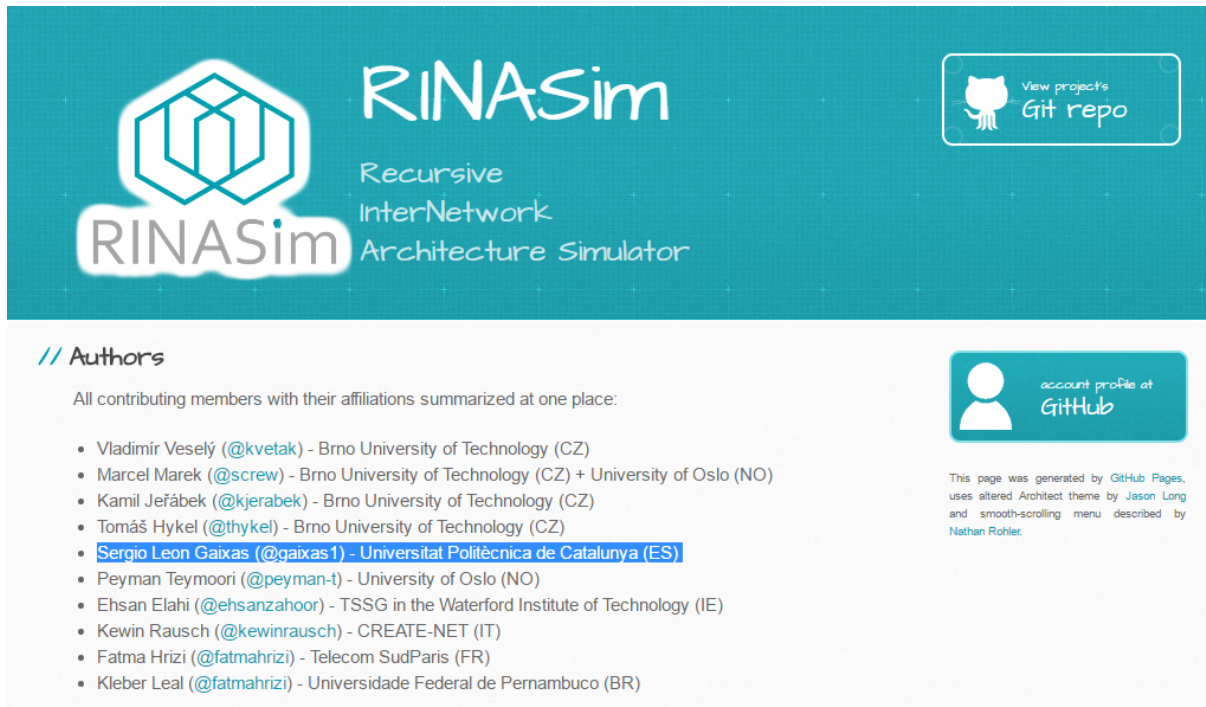 RINASim
RINASim
Recursive
InterNetwork
Architecture Simulator
View project's
Git repo
// Authors
All contributing members with their affiliations summarized at one place:
• Vladimír Veselý (@kvetak) - Brno University of Technology (CZ)
• Marcel Marek (@screw) - Brno University of Technology (CZ) + University of Oslo (NO)
• Kamil Jeřábek (@kjerabek) - Brno University of Technology (CZ)
• Tomáš Hykel (@thykel) - Brno University of Technology (CZ)
• Sergio Leon Gaixas (@gaixas1) - Universitat Politècnica de Catalunya (ES)
• Peyman Teymoori (@peyman-t) - University of Oslo (NO)
• Ehsan Elahi (@ehsanzahoor) - TSSG in the Waterford Institute of Technology (IE)
• Kewin Rausch (@kewinrausch) - CREATE-NET (IT)
• Fatma Hrizi (@fatmahrizi) - Telecom SudParis (FR)
• Kleber Leal (@fatmahrizi) - Universidade Federal de Pernambuco (BR)
account profile at
GitHub
This page was generated by GitHub Pages,
uses altered Architect theme by Jason Long
and smooth-scrolling menu described by
Nathan Rohler.